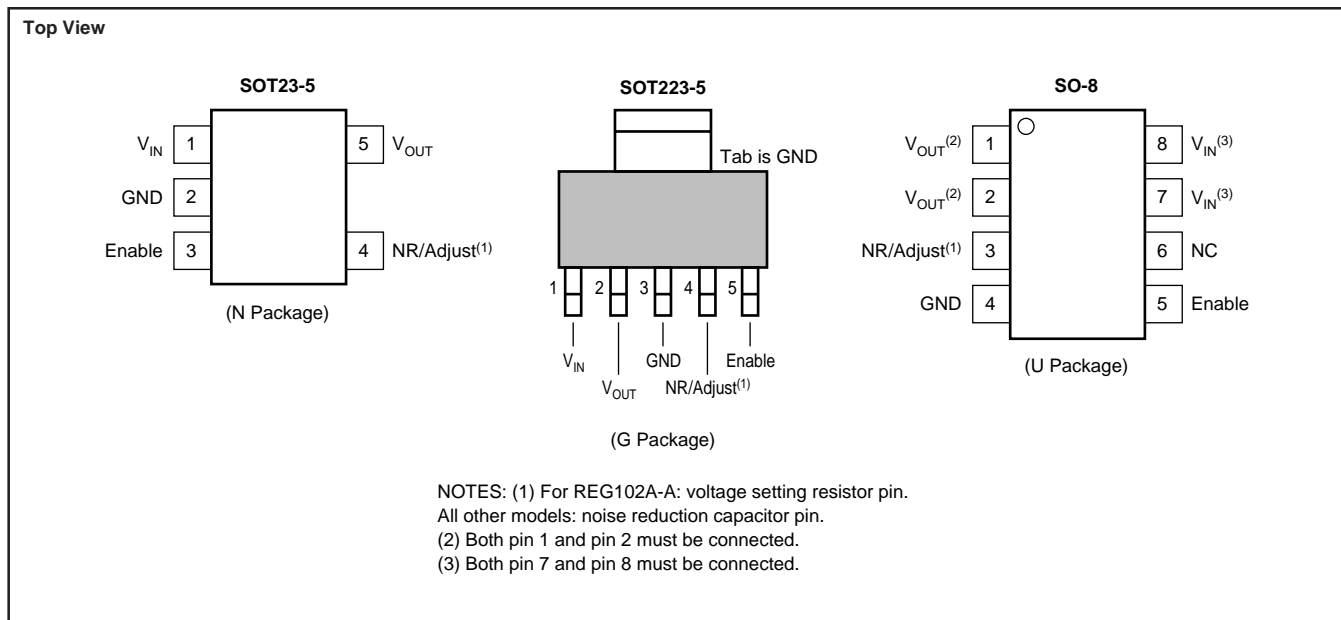 Top View
SOT23-5
V_IN 1
5 V_OUT
GND 2
Enable 3
4 NR/Adjust(1)
(N Package)
SOT223-5
Tab is GND
1 2 3 4 5
V_IN GND Enable
V_OUT NR/Adjust(1)
(G Package)
SO-8
V_OUT(2) 1
8 V_IN(3)
V_OUT(2) 2
7 V_IN(3)
NR/Adjust(1) 3
6 NC
GND 4
5 Enable
(U Package)
NOTES: (1) For REG102A-A: voltage setting resistor pin.
All other models: noise reduction capacitor pin.
(2) Both pin 1 and pin 2 must be connected.
(3) Both pin 7 and pin 8 must be connected.